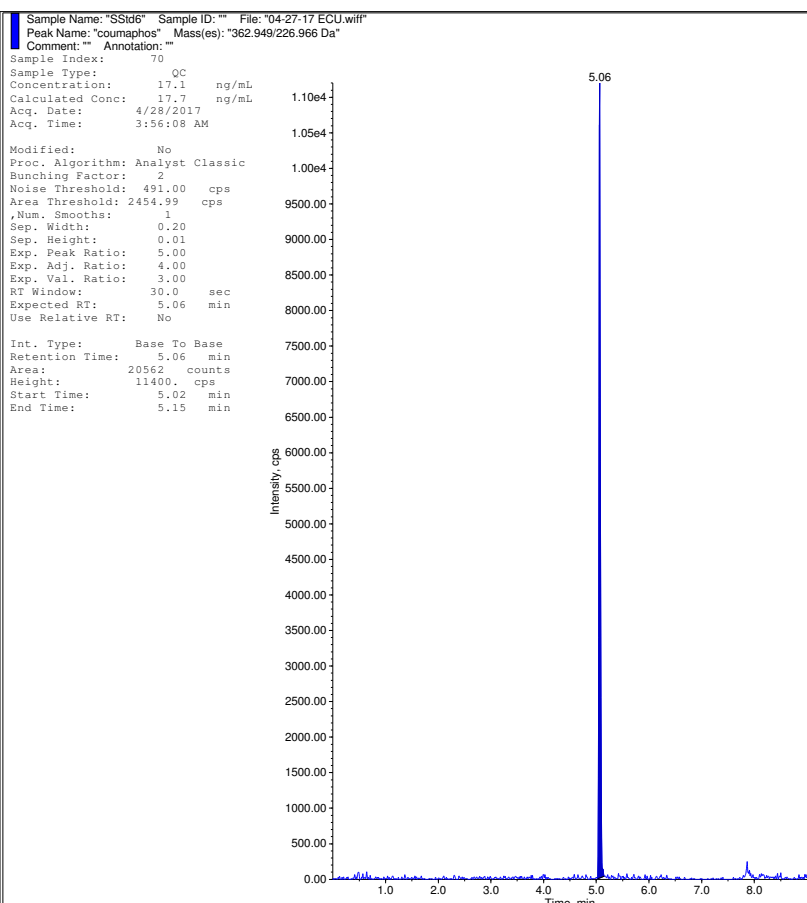 Sample Name: "SStd6" Sample ID: "" File: "04-27-17 ECU.wiff"
Peak Name: "coumaphos" Mass(es): "362.949/226.966 Da"
Comment: "" Annotation: ""
Sample Index: 70
Sample Type: QC
Concentration: 17.1 ng/mL
Calculated Conc: 17.7 ng/mL
Acq. Date: 4/28/2017
Acq. Time: 3:56:08 AM
Modified: No
Proc. Algorithm: Analyst Classic
Bunching Factor: 2
Noise Threshold: 491.00 cps
Area Threshold: 2454.99 cps
,Num. Smooths: 1
Sep. Width: 0.20
Sep. Height: 0.01
Exp. Peak Ratio: 5.00
Exp. Adj. Ratio: 4.00
Exp. Val. Ratio: 3.00
RT Window: 30.0 sec
Expected RT: 5.06 min
Use Relative RT: No
Int. Type: Base To Base
Retention Time: 5.06 min
Area: 20562 counts
Height: 11400. cps
Start Time: 5.02 min
End Time: 5.15 min
5.06
1.10e4
1.05e4
1.00e4
9500.00
9000.00
8500.00
8000.00
7500.00
7000.00
6500.00
6000.00
5500.00
5000.00
4500.00
4000.00
3500.00
3000.00
2500.00
2000.00
1500.00
1000.00
500.00
0.00
Intensity, cps
1.0 2.0 3.0 4.0 5.0 6.0 7.0 8.0
Time, min